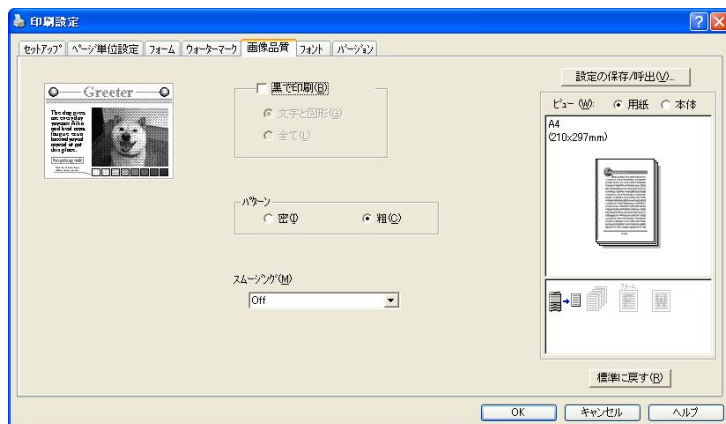 印刷設定
セットアップ ページ単位設定 フォーム ウォーターマーク 画像品質 フォント バージョン
Greeter
黒で印刷(B)
文字と図形(G)
全て(L)
パターン
密(I) 粗(C)
スムージング(M)
Off
設定の保存/呼出(V)...
ビュー(W): 用紙 本体
A4
(210x297mm)
フォーム
標準に戻す(R)
OK キャンセル ヘルプ